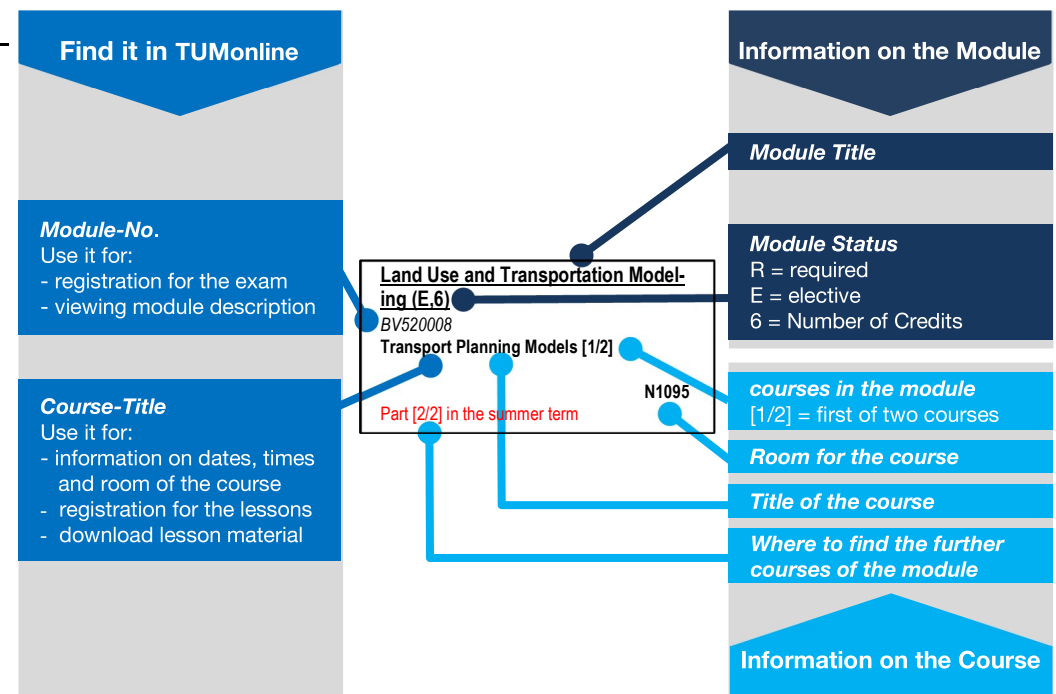 Find it in TUMonline
Module-No.
Use it for:
- registration for the exam
- viewing module description
Course-Title
Use it for:
- information on dates, times
and room of the course
- registration for the lessons
- download lesson material
Land Use and Transportation Model-
ing (E,6)
BV520008
Transport Planning Models [1/2]
N1095
Part [2/2] in the summer term
Information on the Module
Module Title
Module Status
R = required
E = elective
6 = Number of Credits
courses in the module
[1/2] = first of two courses
Room for the course
Title of the course
Where to find the further
courses of the module
Information on the Course